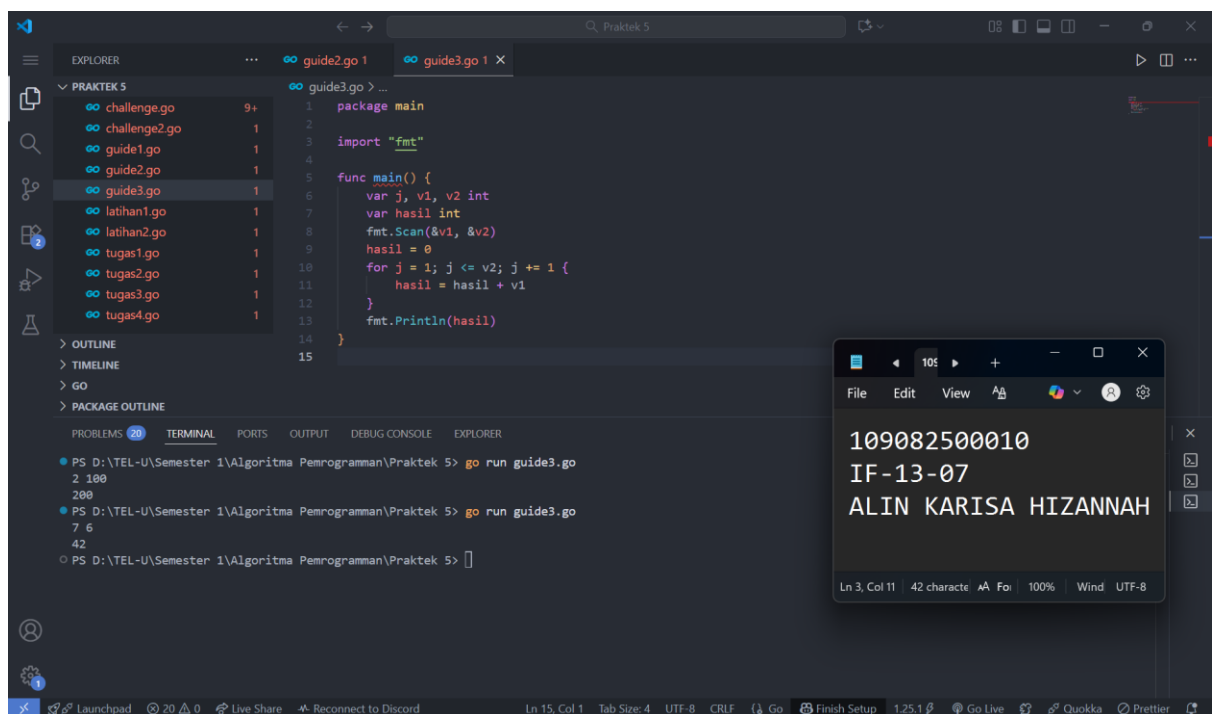 Praktek 5
EXPLORER
guide2.go 1
guide3.go 1
PRAKTEK 5
challenge.go 9+
challenge2.go 1
guide1.go 1
guide2.go 1
guide3.go 1
latihan1.go 1
latihan2.go 1
tugas1.go 1
tugas2.go 1
tugas3.go 1
tugas4.go 1
OUTLINE
TIMELINE
GO
PACKAGE OUTLINE
2
1
guide3.go > ...
1 package main
2
3 import "fmt"
4
5 func main() {
6 var j, v1, v2 int
7 var hasil int
8 fmt.Scan(&v1, &v2)
9 hasil = 0
10 for j = 1; j <= v2; j += 1 {
11 hasil = hasil + v1
12 }
13 fmt.Println(hasil)
14 }
15
PROBLEMS 20 TERMINAL PORTS OUTPUT DEBUG CONSOLE EXPLORER
PS D:\TEL-U\Semester 1\Algoritma Pemrogramman\Praktek 5> go run guide3.go
2 100
200
PS D:\TEL-U\Semester 1\Algoritma Pemrogramman\Praktek 5> go run guide3.go
7 6
42
PS D:\TEL-U\Semester 1\Algoritma Pemrogramman\Praktek 5>
109
File Edit View
109082500010
IF-13-07
ALIN KARISA HIZANNAH
Ln 3, Col 11 42 characte 100% Wind UTF-8
Launchpad 20 0 Live Share Reconnect to Discord Ln 15, Col 1 Tab Size: 4 UTF-8 CRLF Go Finish Setup 1.25.1 Go Live Quokka Prettier